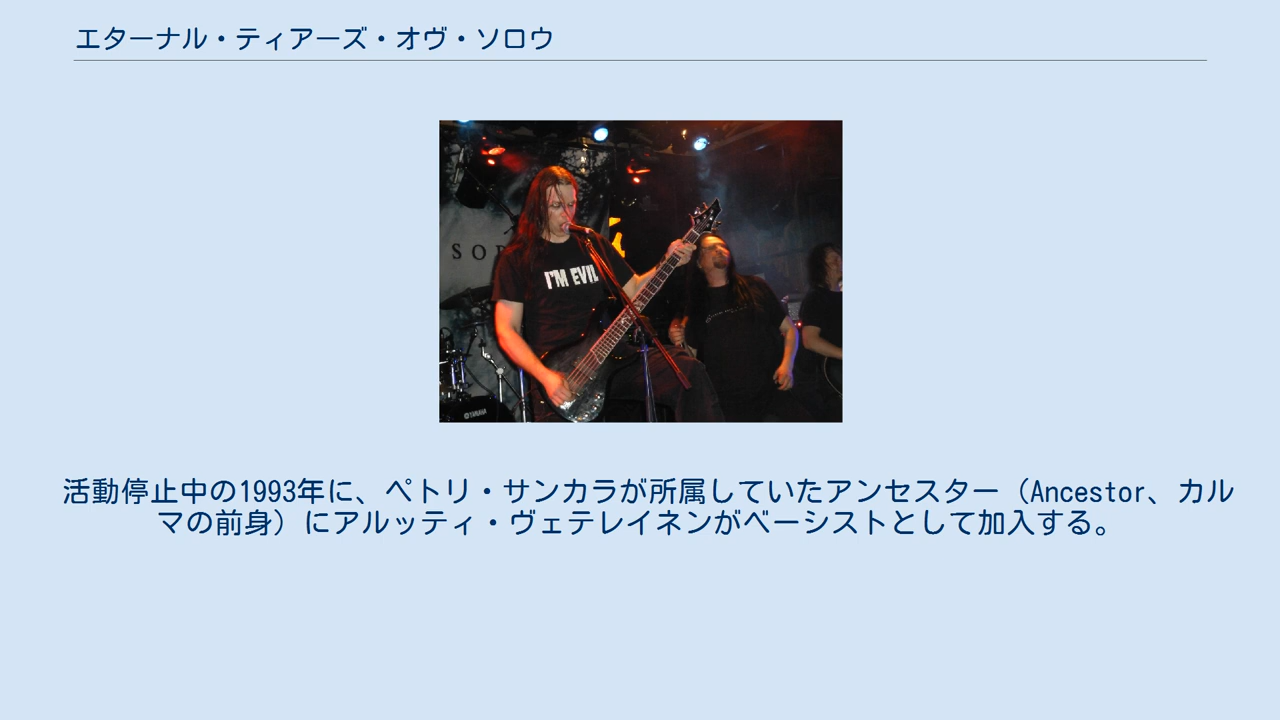 エターナル・ティアーズ・オヴ・ソロウ
I'M EVIL
YAMAHA
活動停止中の1993年に、ペトリ・サンカラが所属していたアンセスター（Ancestor、カル
マの前身）にアルッティ・ヴェテレイネンがベーシストとして加入する。